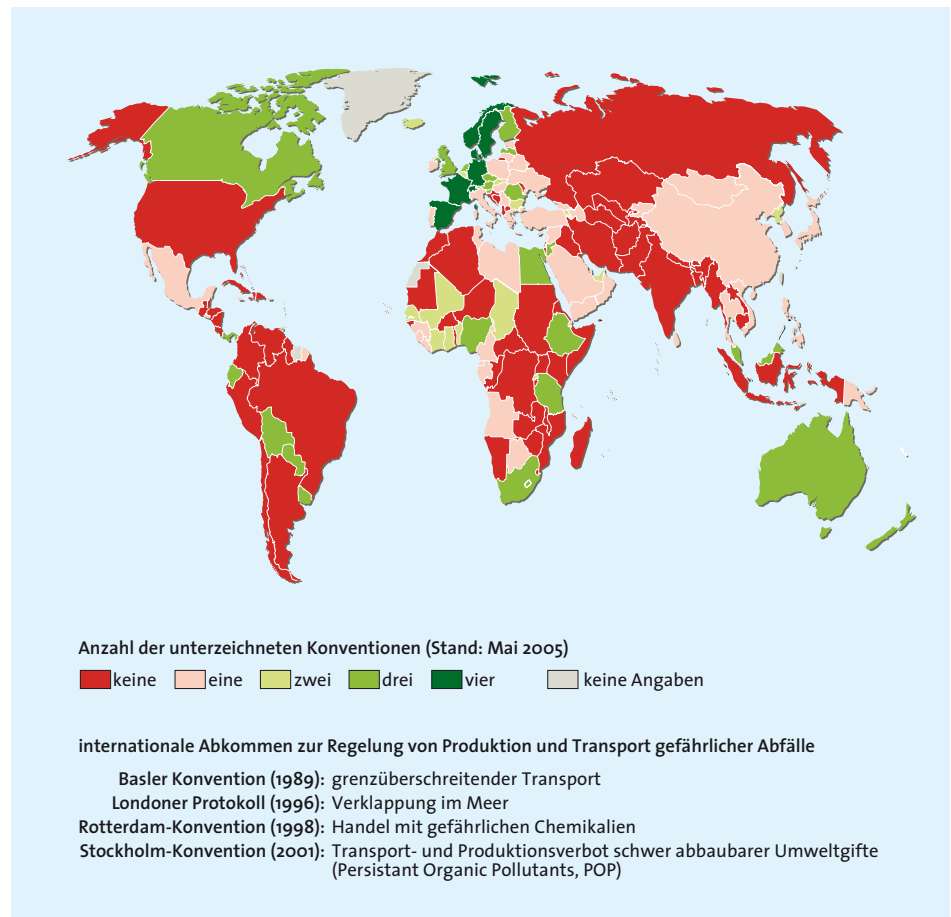 Anzahl der unterzeichneten Konventionen (Stand: Mai 2005)
keine eine zwei drei vier keine Angaben
internationale Abkommen zur Regelung von Produktion und Transport gefährlicher Abfälle
Basler Konvention (1989): grenzüberschreitender Transport
Londoner Protokoll (1996): Verklappung im Meer
Rotterdam-Konvention (1998): Handel mit gefährlichen Chemikalien
Stockholm-Konvention (2001): Transport- und Produktionsverbot schwer abbaubarer Umweltgifte
(Persistant Organic Pollutants, POP)